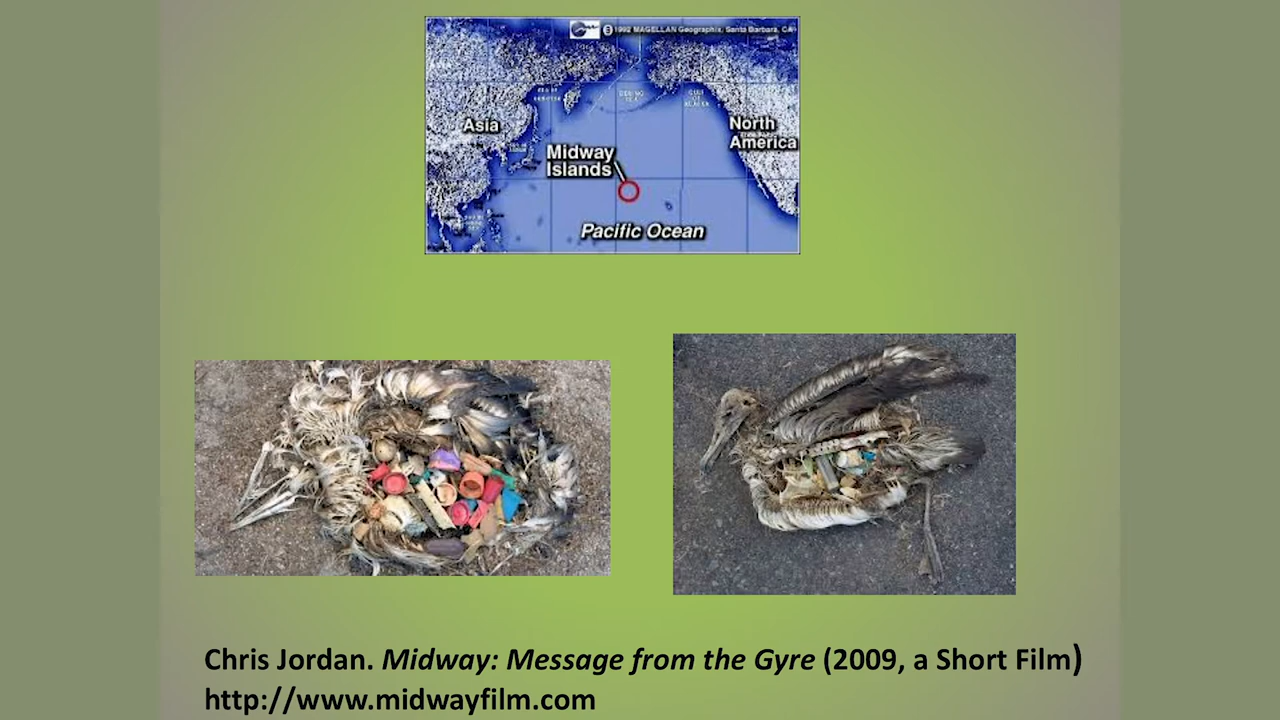 © 1992 MAGELLAN Geographix, Santa Barbara, CA
Asia
North
America
Midway
Islands
Pacific Ocean
Chris Jordan. Midway: Message from the Gyre (2009, a Short Film)
http://www.midwayfilm.com